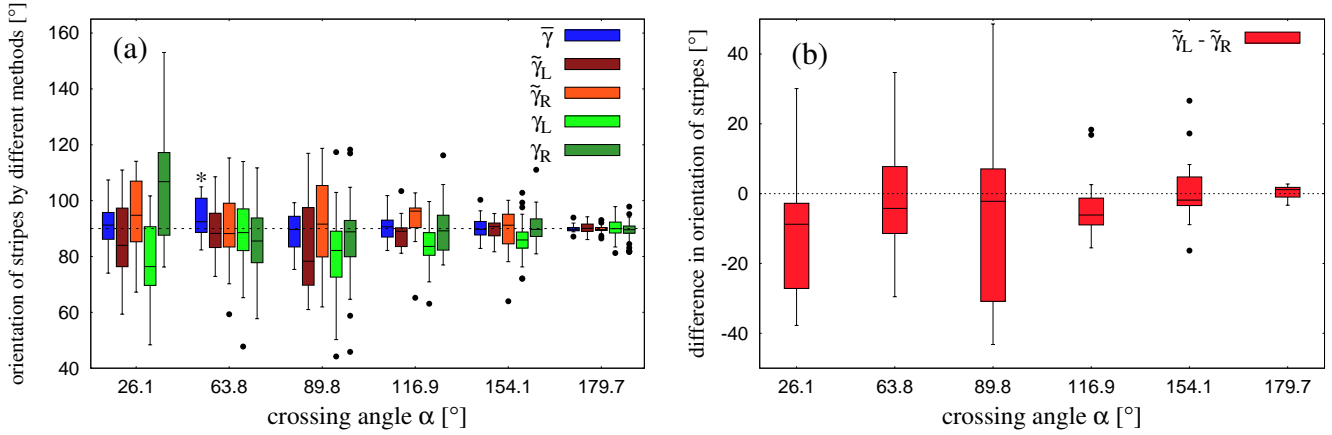 (a)
γ̅
γ̃L
γ̃R
γL
γR
orientation of stripes by different methods [°]
160
140
120
100
80
60
40
*
26.1 63.8 89.8 116.9 154.1 179.7
crossing angle α [°]
(b)
γ̃L - γ̃R
difference in orientation of stripes [°]
40
20
0
-20
-40
26.1 63.8 89.8 116.9 154.1 179.7
crossing angle α [°]